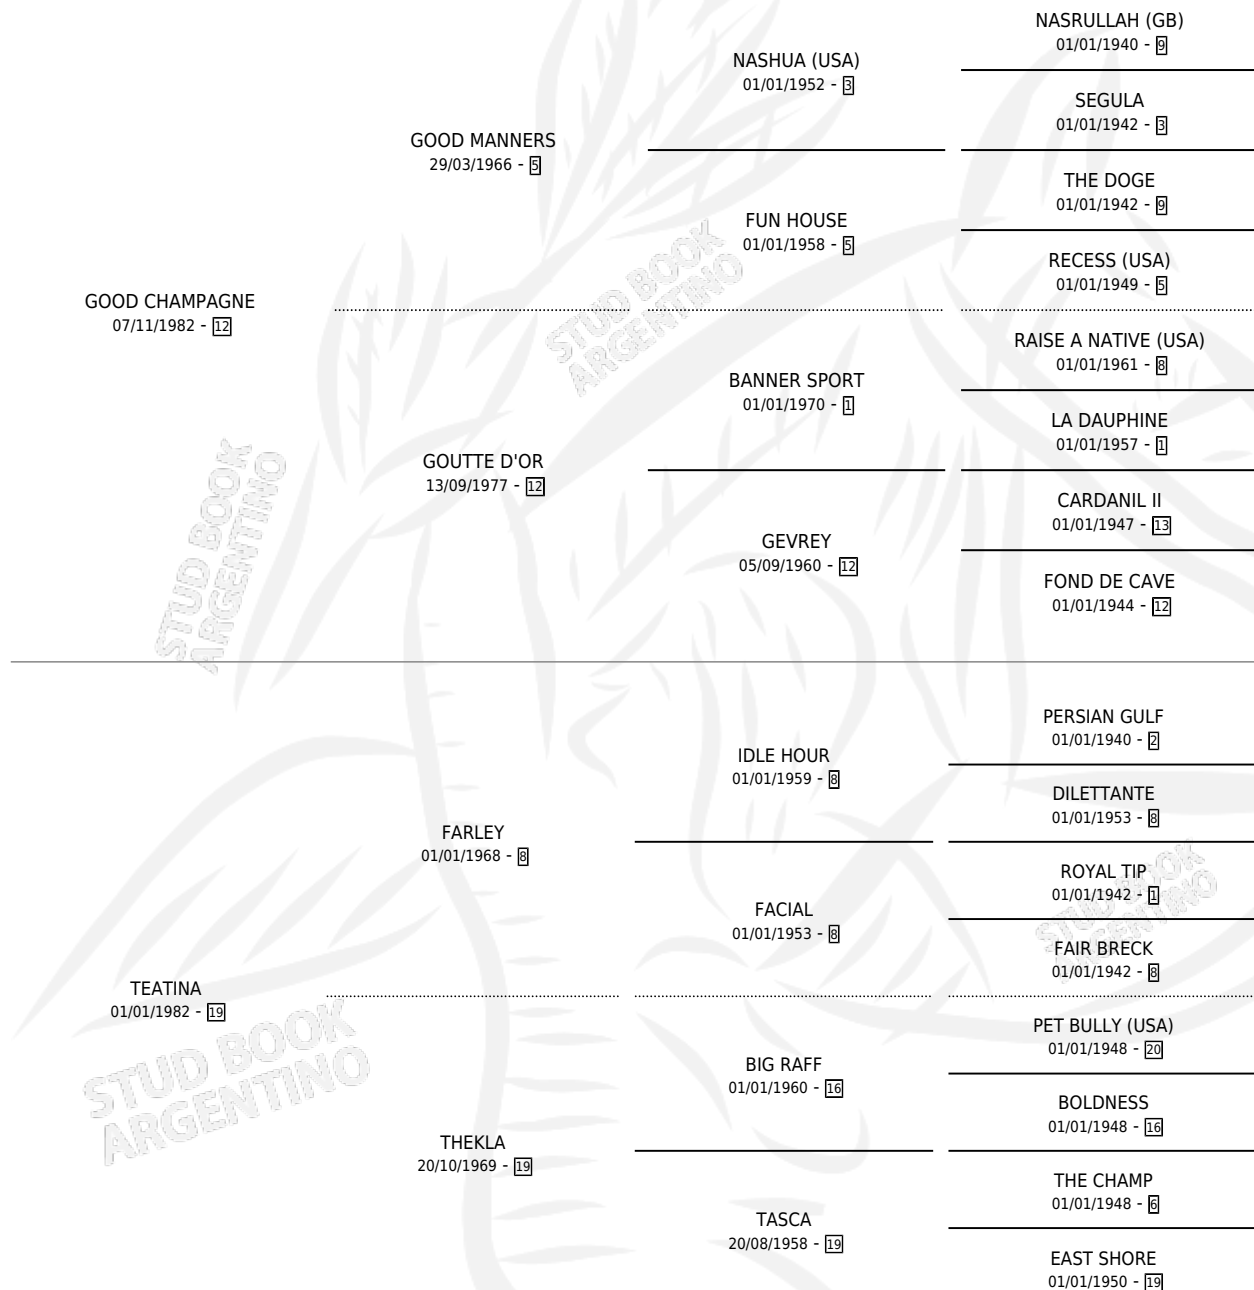 NASRULLAH (GB)
01/01/1940 - 9
NASHUA (USA)
01/01/1952 - 3
SEGULA
01/01/1942 - 3
GOOD MANNERS
29/03/1966 - 5
THE DOGE
01/01/1942 - 9
FUN HOUSE
01/01/1958 - 5
RECESS (USA)
01/01/1949 - 5
GOOD CHAMPAGNE
07/11/1982 - 12
RAISE A NATIVE (USA)
01/01/1961 - 8
BANNER SPORT
01/01/1970 - 1
LA DAUPHINE
01/01/1957 - 1
GOUTTE D'OR
13/09/1977 - 12
CARDANIL II
01/01/1947 - 13
GEVREY
05/09/1960 - 12
FOND DE CAVE
01/01/1944 - 12
PERSIAN GULF
01/01/1940 - 2
IDLE HOUR
01/01/1959 - 8
DILETTANTE
01/01/1953 - 8
FARLEY
01/01/1968 - 8
ROYAL TIP
01/01/1942 - 1
FACIAL
01/01/1953 - 8
FAIR BRECK
01/01/1942 - 8
TEATINA
01/01/1982 - 19
PET BULLY (USA)
01/01/1948 - 20
BIG RAFF
01/01/1960 - 16
BOLDNESS
01/01/1948 - 16
THEKLA
20/10/1969 - 19
THE CHAMP
01/01/1948 - 6
TASCA
20/08/1958 - 19
EAST SHORE
01/01/1950 - 19
STUD BOOK
ARGENTINO
STUD BOOK
ARGENTINO
STUD BOOK
ARGENTINO
STUD BOOK
ARGENTINO